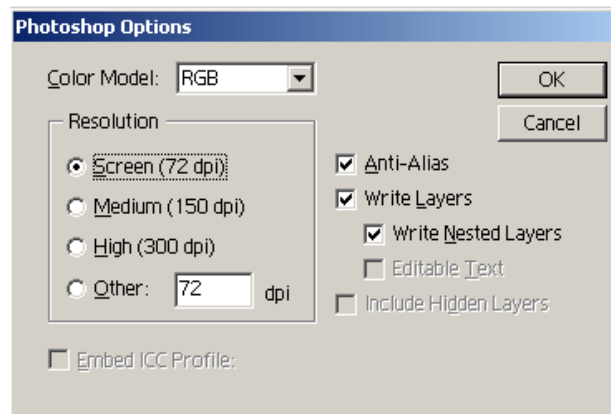 Photoshop Options
Color Model: RGB
OK
Cancel
Resolution
Screen (72 dpi)
Medium (150 dpi)
High (300 dpi)
Other: 72 dpi
Anti-Alias
Write Layers
Write Nested Layers
Editable Text
Include Hidden Layers
Embed ICC Profile: